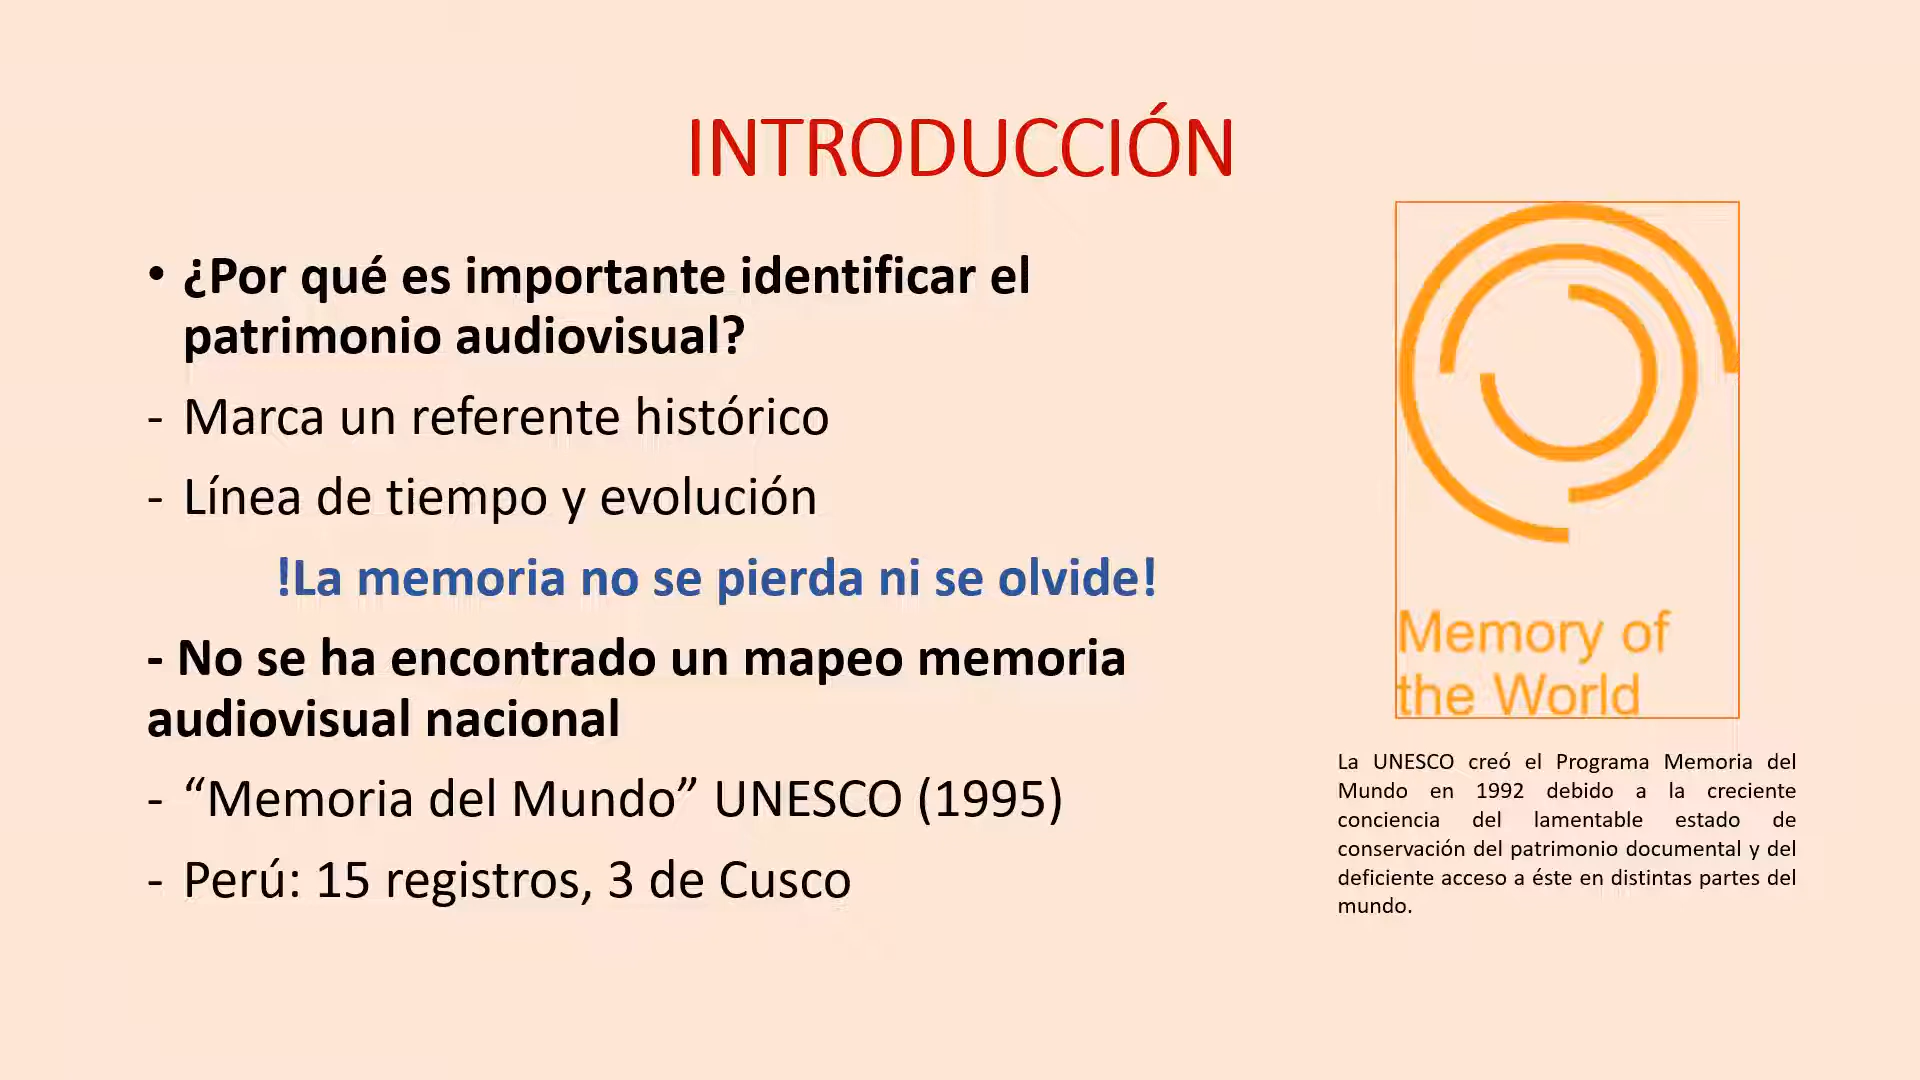 INTRODUCCIÓN
• ¿Por qué es importante identificar el
patrimonio audiovisual?
- Marca un referente histórico
- Línea de tiempo y evolución
!La memoria no se pierda ni se olvide!
- No se ha encontrado un mapeo memoria
audiovisual nacional
- “Memoria del Mundo” UNESCO (1995)
- Perú: 15 registros, 3 de Cusco
Memory of
the World
La UNESCO creó el Programa Memoria del
Mundo en 1992 debido a la creciente
conciencia del lamentable estado de
conservación del patrimonio documental y del
deficiente acceso a éste en distintas partes del
mundo.